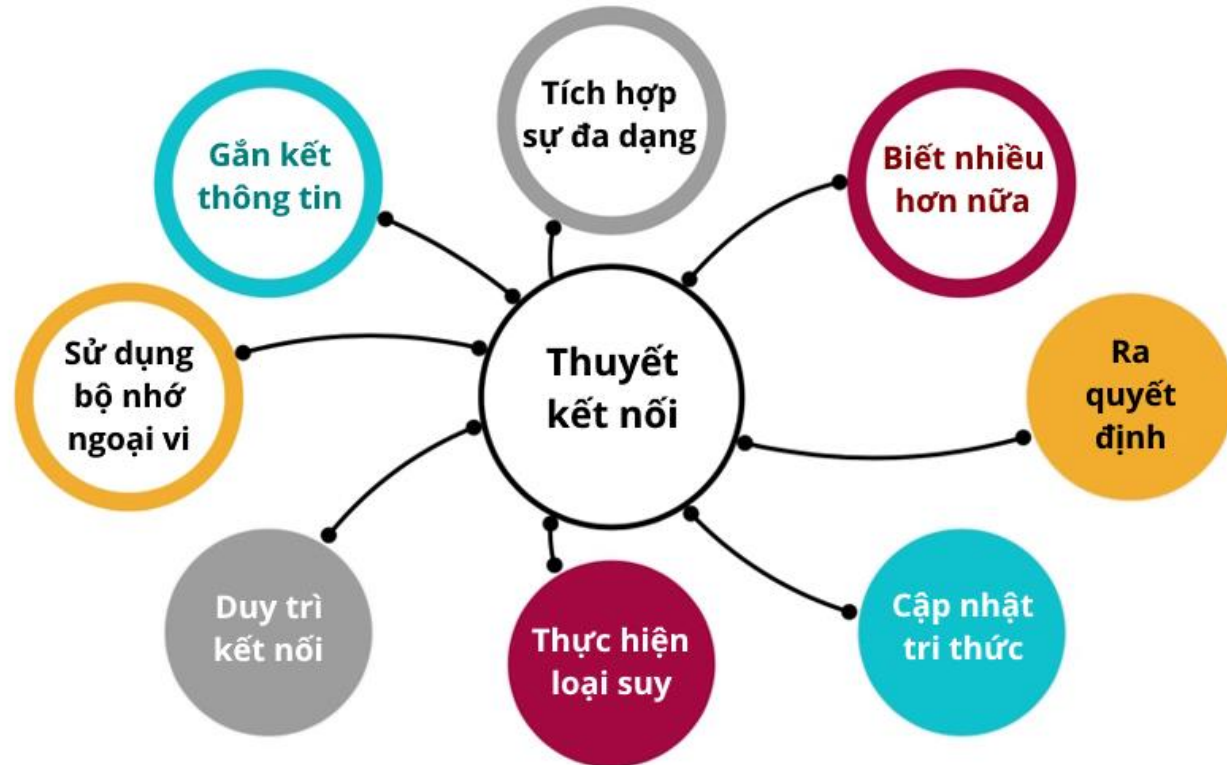 Tích hợp
sự đa dạng
Gắn kết
thông tin
Biết nhiều
hơn nữa
Sử dụng
bộ nhớ
ngoại vi
Thuyết
kết nối
Ra
quyết
định
Duy trì
kết nối
Thực hiện
loại suy
Cập nhật
tri thức